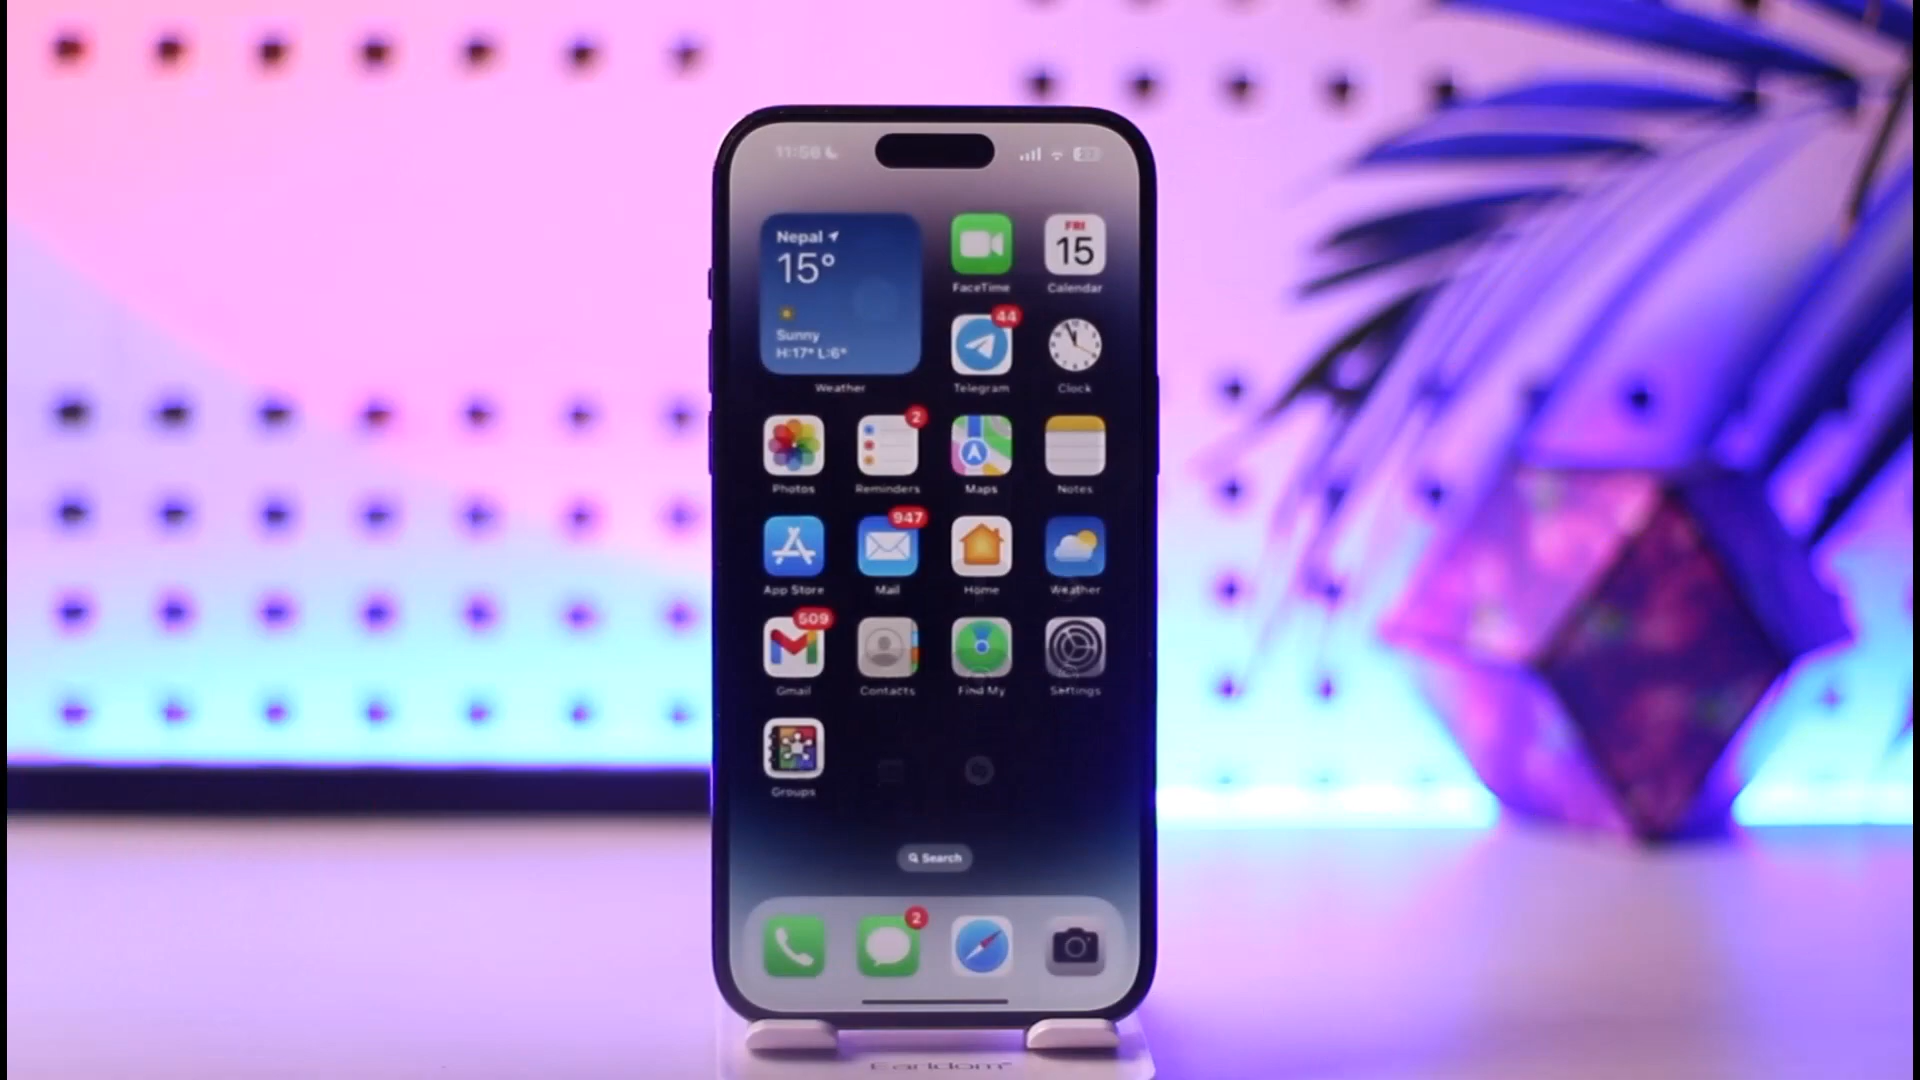 11:56
Nepal
15°
Sunny
H:17° L:6°
Weather
FaceTime
FRI
15
Calendar
44
Telegram
Clock
Photos
2
Reminders
Maps
Notes
App Store
947
Mail
Home
Weather
509
Gmail
Contacts
Find My
Settings
Groups
Search
2
Earldom